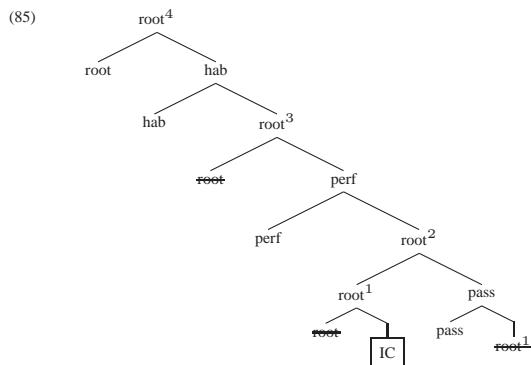 (85) root⁴
root hab
hab root³
root perf
perf root²
root¹ pass
root IC pass root¹